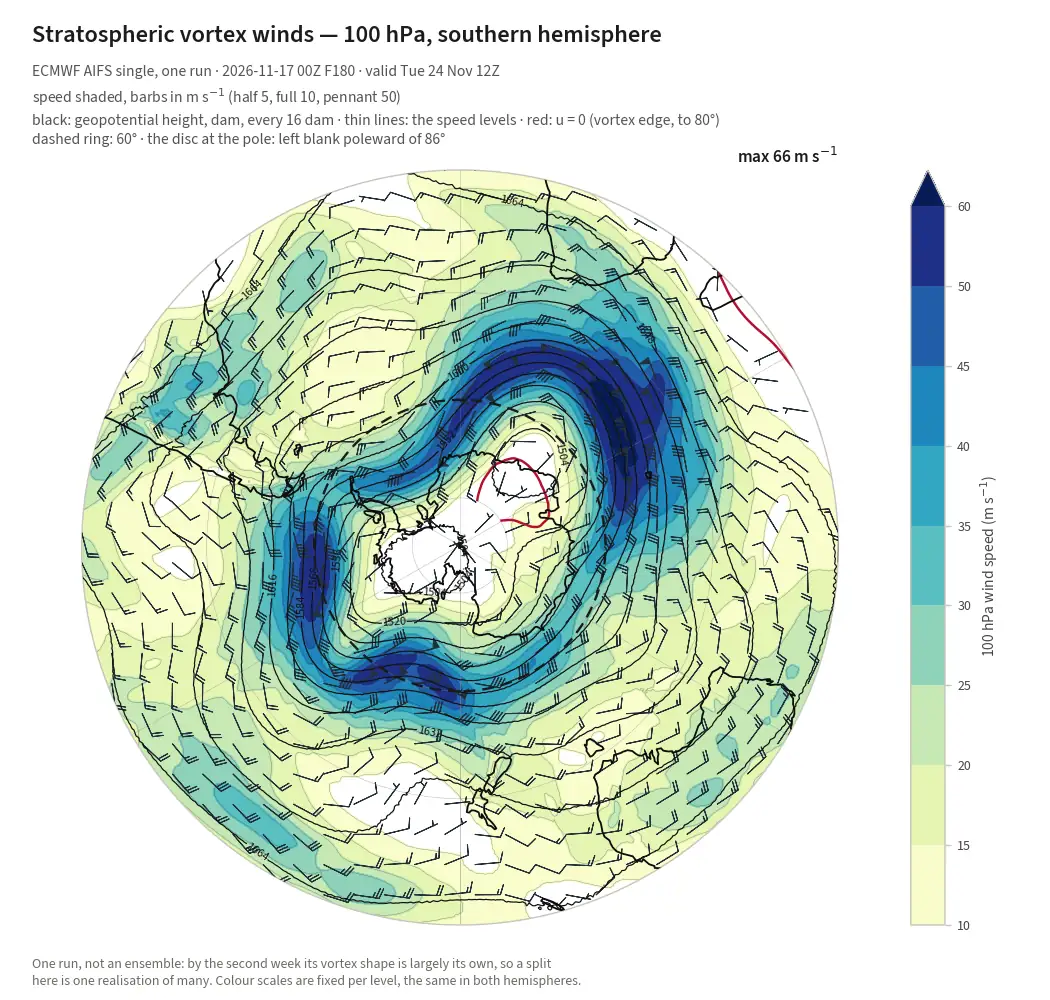 Stratospheric vortex winds — 100 hPa, southern hemisphere
ECMWF AIFS single, one run · 2026-11-17 00Z F180 · valid Tue 24 Nov 12Z
speed shaded, barbs in m s⁻¹ (half 5, full 10, pennant 50)
black: geopotential height, dam, every 16 dam · thin lines: the speed levels · red: u = 0 (vortex edge, to 80°)
dashed ring: 60° · the disc at the pole: left blank poleward of 86°
max 66 m s⁻¹
1664
1664
1504
1616
1584
1568
1520
1664
60
50
45
40
35
30
25
20
15
10
100 hPa wind speed (m s⁻¹)
One run, not an ensemble: by the second week its vortex shape is largely its own, so a split
here is one realisation of many. Colour scales are fixed per level, the same in both hemispheres.